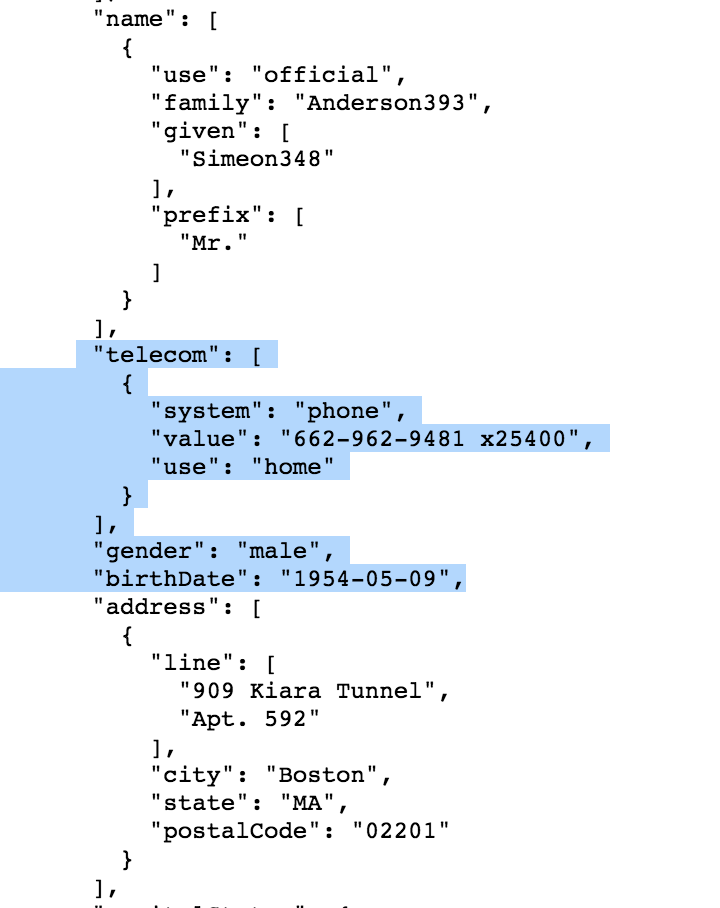 "name": [
{
"use": "official",
"family": "Anderson393",
"given": [
"Simeon348"
],
"prefix": [
"Mr."
]
}
],
"telecom": [
{
"system": "phone",
"value": "662-962-9481 x25400",
"use": "home"
}
],
"gender": "male",
"birthDate": "1954-05-09",
"address": [
{
"line": [
"909 Kiara Tunnel",
"Apt. 592"
],
"city": "Boston",
"state": "MA",
"postalCode": "02201"
}
],